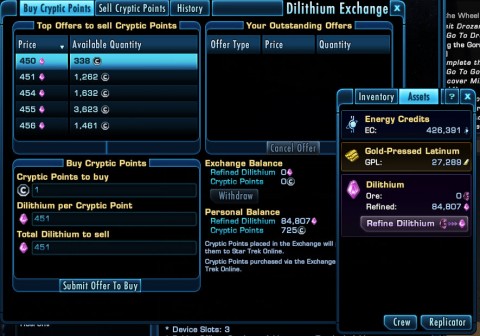 Buy Cryptic Points
Sell Cryptic Points
History
Dilithium Exchange
X
Top Offers to sell Cryptic Points
Your Outstanding Offers
Price
Available Quantity
Offer Type
Price
Quantity
450
338
451
1,262
454
1,632
455
3,623
456
1,461
Cancel Offer
Buy Cryptic Points
Cryptic Points to buy
1
Dilithium per Cryptic Point
451
Total Dilithium to sell
451
Submit Offer To Buy
Exchange Balance
Refined Dilithium 0
Cryptic Points 0
Withdraw
Personal Balance
Refined Dilithium 84,807
Cryptic Points 725
Cryptic Points placed in the Exchange will
them to Star Trek Online.
Cryptic Points purchased via the Exchange
Trek Online.
Inventory
Assets
?
X
Energy Credits
EC: 426,391
Gold-Pressed Latinum
GPL: 27,289
Dilithium
Ore: 0
Refined: 84,807
Refine Dilithium
Crew
Replicator
* Device Slots: 3
he Wheel
Go To